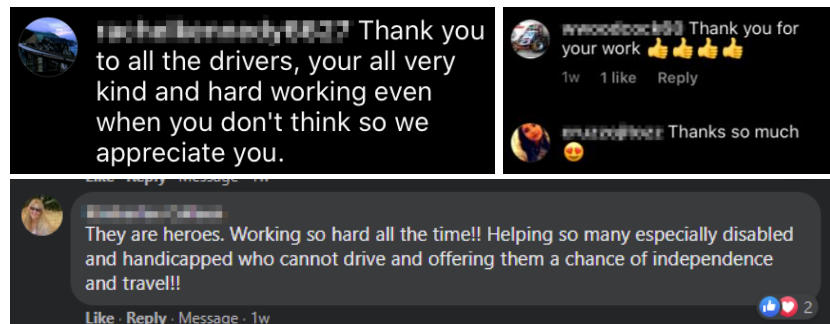 Thank you
to all the drivers, your all very
kind and hard working even
when you don't think so we
appreciate you.
Thank you for
your work 👍👍👍👍
1w 1 like Reply
Thanks so much
😍
Like · Reply · Message · 1w
They are heroes. Working so hard all the time!! Helping so many especially disabled
and handicapped who cannot drive and offering them a chance of independence
and travel!!
2
Like · Reply · Message · 1w